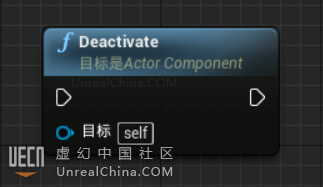 Deactivate
目标是Actor Component
UnrealChina.COM
目标 self
UECN 虚幻中国社区
UnrealChina.COM